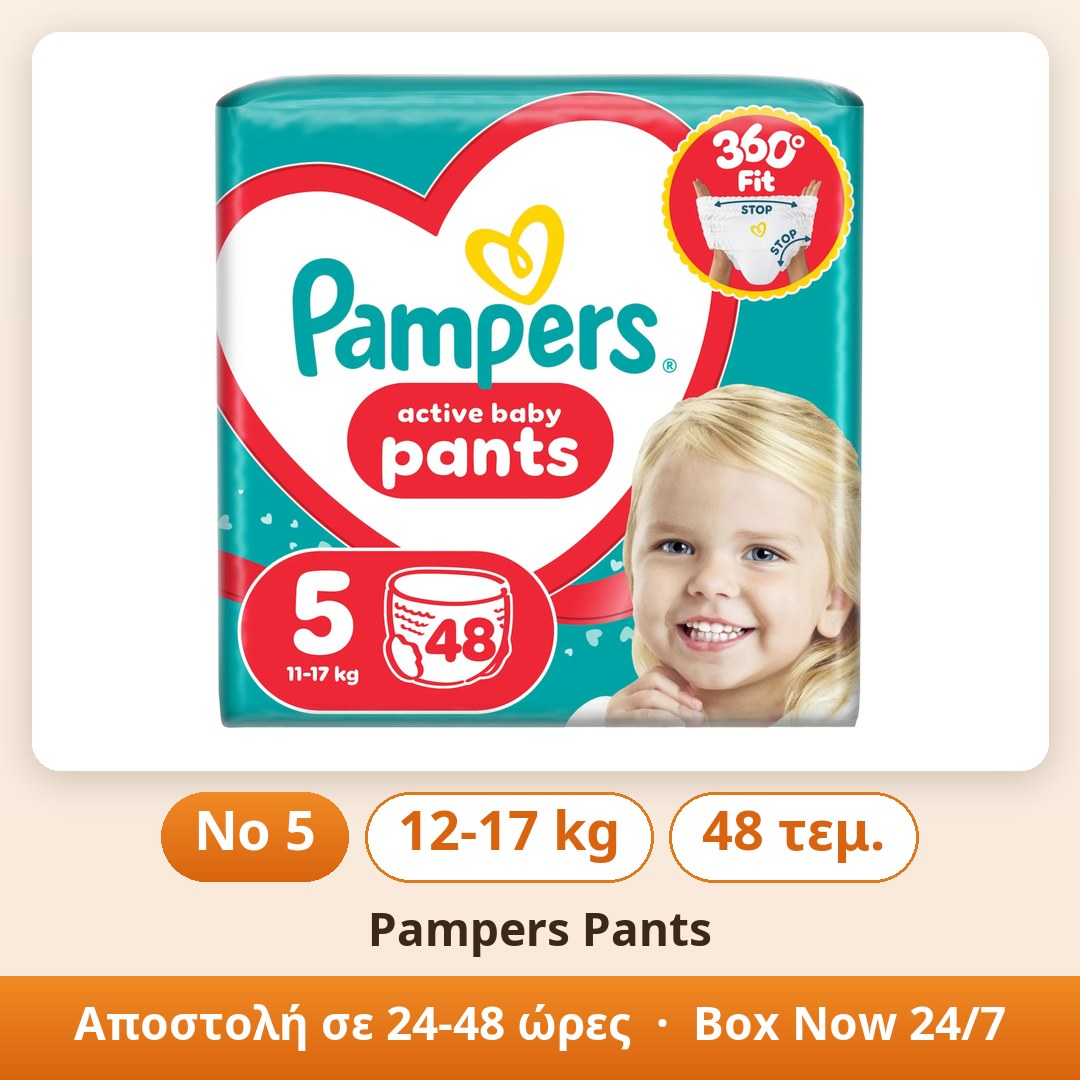 360°
Fit
STOP
STOP
Pampers®
active baby
pants
5
48
11-17 kg
No 5
12-17 kg
48 τεμ.
Pampers Pants
Αποστολή σε 24-48 ώρες · Box Now 24/7